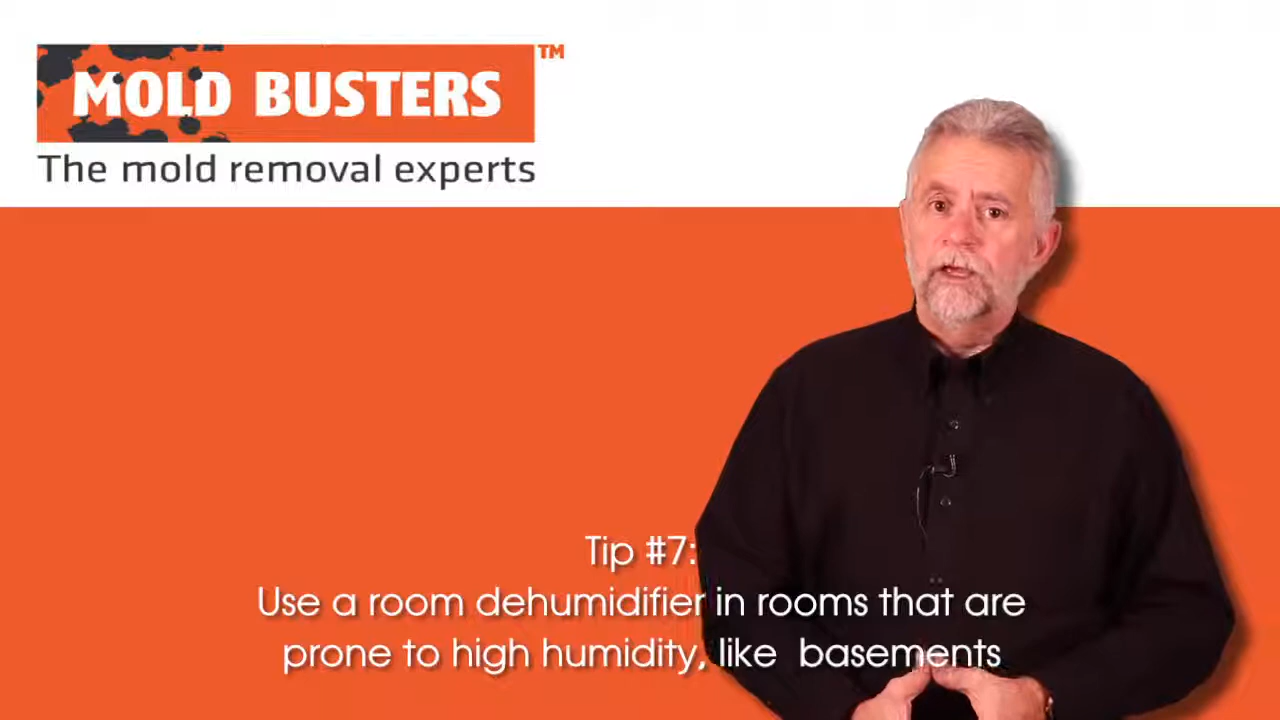 MOLD BUSTERS TM
The mold removal experts
Tip #7:
Use a room dehumidifier in rooms that are
prone to high humidity, like basements